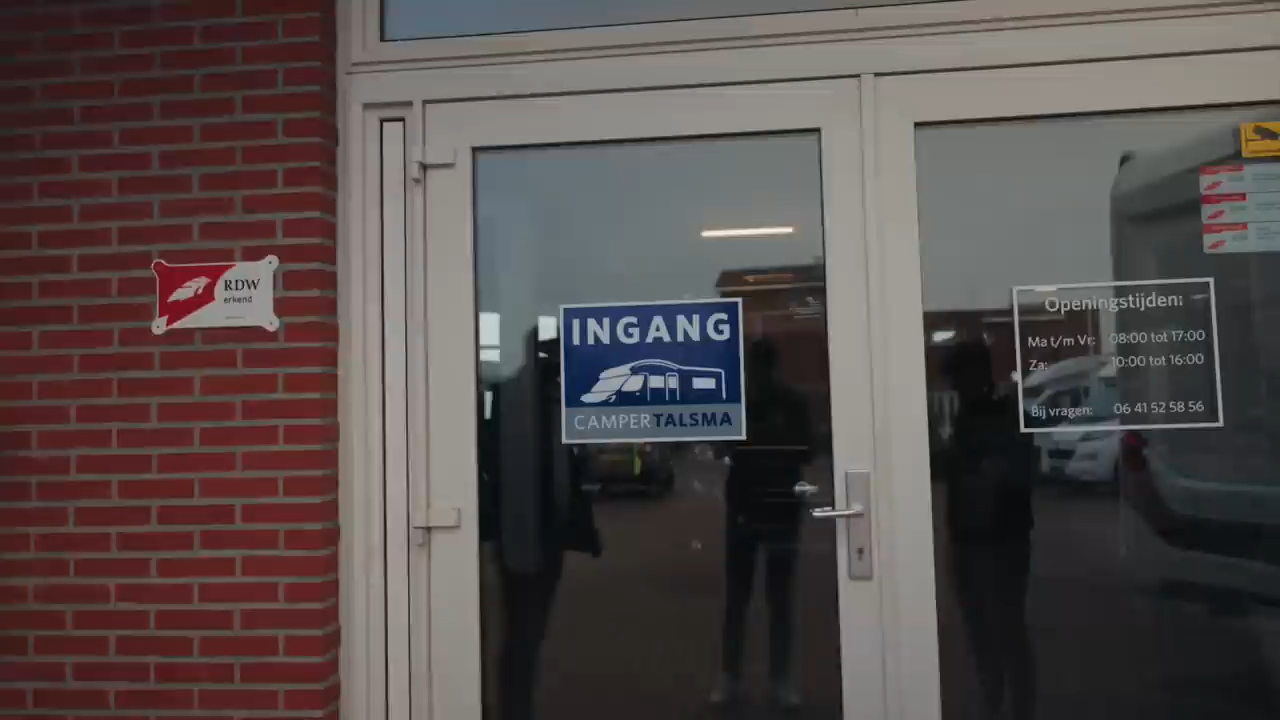 RDW
erkend
INGANG
CAMPERTALSMA
Openingstijden:
Ma t/m Vr: 08:00 tot 17:00
Za: 10:00 tot 16:00
Bij vragen: 06 41 52 58 56